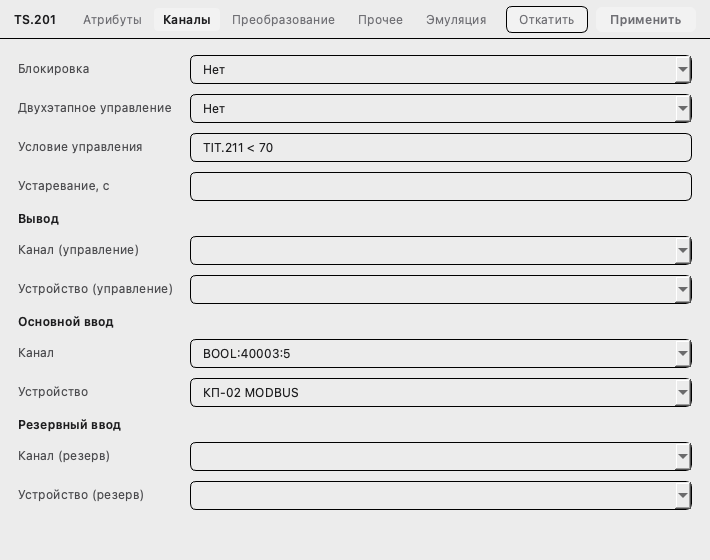 TS.201 Атрибуты Каналы Преобразование Прочее Эмуляция Откатить Применить
Блокировка Нет
Двухэтапное управление Нет
Условие управления TIT.211 < 70
Устаревание, с
Вывод
Канал (управление)
Устройство (управление)
Основной ввод
Канал BOOL:40003:5
Устройство КП-02 MODBUS
Резервный ввод
Канал (резерв)
Устройство (резерв)